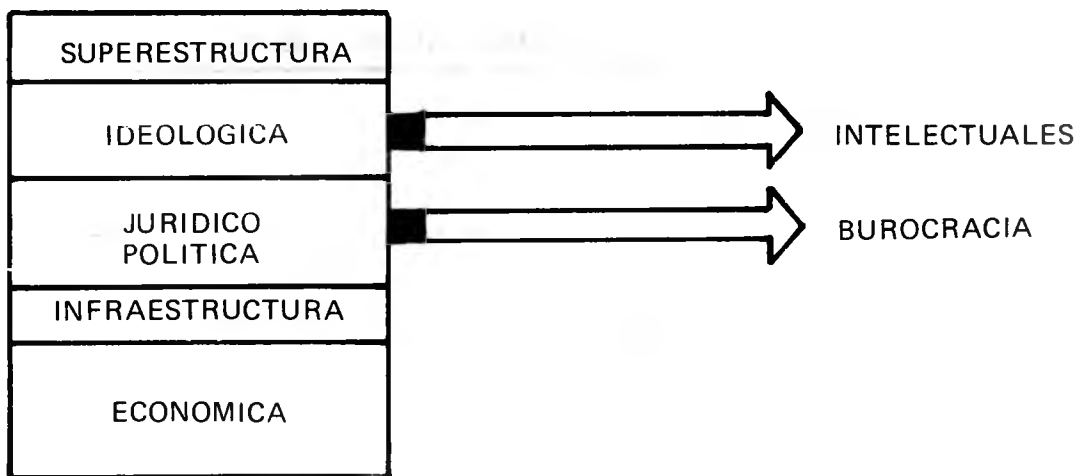 SUPERESTRUCTURA
IDEOLOGICA
INTELECTUALES
JURIDICO
POLITICA
BUROCRACIA
INFRAESTRUCTURA
ECONOMICA